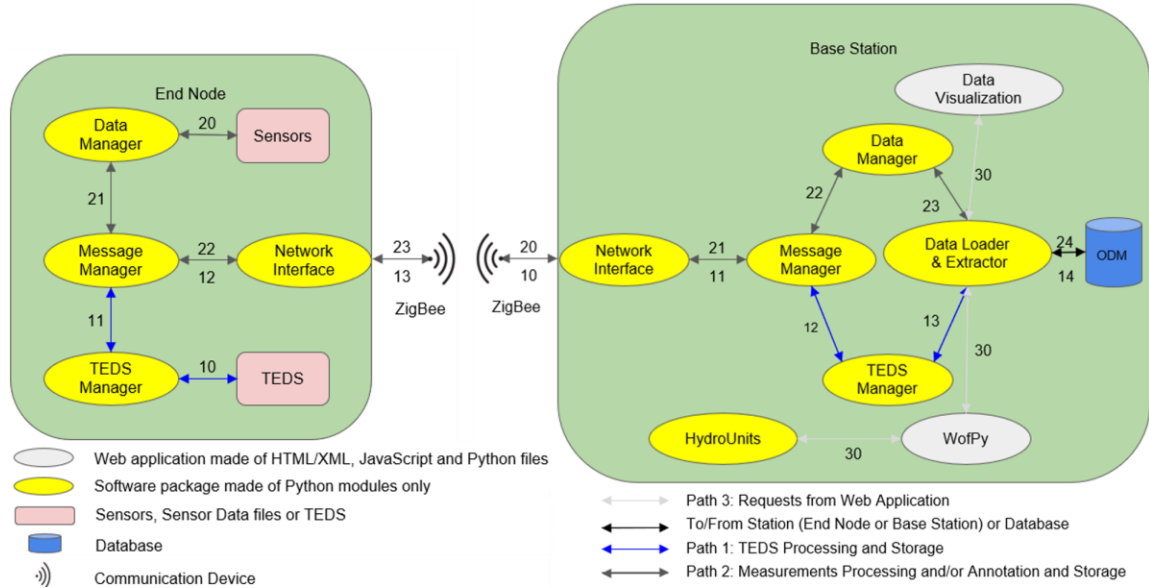 End Node
Data
Manager
20
Sensors
21
Message
Manager
22
12
Network
Interface
23
13
ZigBee
11
TEDS
Manager
10
TEDS
Base Station
Data
Visualization
Data
Manager
30
22
23
20
10
ZigBee
Network
Interface
21
11
Message
Manager
Data Loader
& Extractor
24
14
ODM
12
13
30
TEDS
Manager
HydroUnits
30
WofPy
Web application made of HTML/XML, JavaScript and Python files
Software package made of Python modules only
Sensors, Sensor Data files or TEDS
Database
Communication Device
Path 3: Requests from Web Application
To/From Station (End Node or Base Station) or Database
Path 1: TEDS Processing and Storage
Path 2: Measurements Processing and/or Annotation and Storage